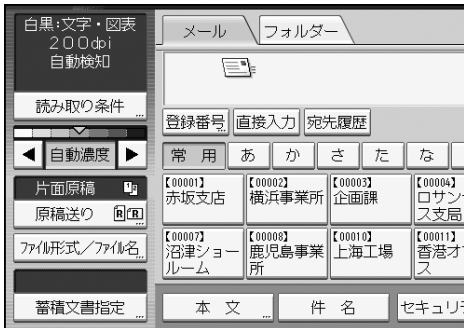 白黒:文字・図表
200dpi
自動検知
読み取り条件
自動濃度
片面原稿
原稿送り
ファイル形式/ファイル名
蓄積文書指定
メール
フォルダー
登録番号
直接入力
宛先履歴
常用
あ
か
さ
た
な
【00001】
赤坂支店
【00002】
横浜事業所
【00003】
企画課
【00004】
ロサン
ス支局
【00007】
沼津ショー
ルーム
【00008】
鹿児島事業
所
【00010】
上海工場
【00011】
香港オ
ス
本文
件名
セキュリ